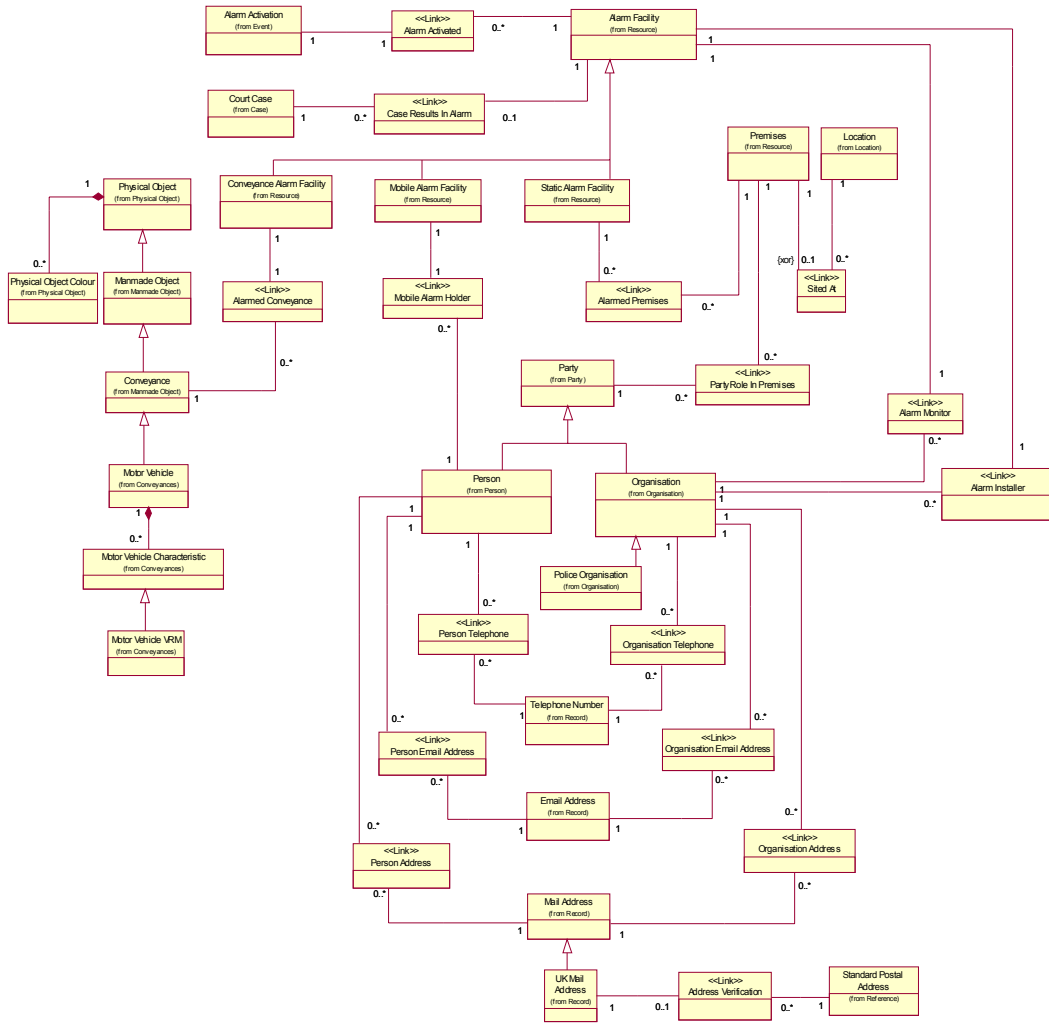 Alarm Activation
(from Event)
<<Link>>
Alarm Activated
Alarm Facility
(from Resource)
1
1
0..*
1
1
1
1
Court Case
(from Case)
<<Link>>
Case Results In Alarm
1
0..*
0..1
Premises
(from Resource)
Location
(from Location)
1
Physical Object
(from Physical Object)
Conveyance Alarm Facility
(from Resource)
Mobile Alarm Facility
(from Resource)
Static Alarm Facility
(from Resource)
1
1
1
1
1
1
1
0..*
{xor}
0..1
0..*
0..*
Physical Object Colour
(from Physical Object)
Manmade Object
(from Manmade Object)
1
<<Link>>
Alarmed Conveyance
1
<<Link>>
Mobile Alarm Holder
0..*
<<Link>>
Alarmed Premises
0..*
<<Link>>
Sited At
0..*
0..*
Conveyance
(from Manmade Object)
1
Party
(from Party)
1
0..*
<<Link>>
Party Role In Premises
1
<<Link>>
Alarm Monitor
0..*
1
Motor Vehicle
(from Conveyances)
1
Person
(from Person)
Organisation
(from Organisation)
<<Link>>
Alarm Installer
1
0..*
1
0..*
1
1
1
1
1
1
Motor Vehicle Characteristic
(from Conveyances)
Police Organisation
(from Organisation)
0..*
0..*
<<Link>>
Person Telephone
<<Link>>
Organisation Telephone
Motor Vehicle VRM
(from Conveyances)
0..*
0..*
Telephone Number
(from Record)
1
1
0..*
0..*
<<Link>>
Person Email Address
<<Link>>
Organisation Email Address
0..*
0..*
Email Address
(from Record)
1
1
0..*
0..*
<<Link>>
Person Address
<<Link>>
Organisation Address
0..*
0..*
Mail Address
(from Record)
1
1
UK Mail
Address
(from Record)
<<Link>>
Address Verification
Standard Postal
Address
(from Reference)
1
0..1
0..*
1